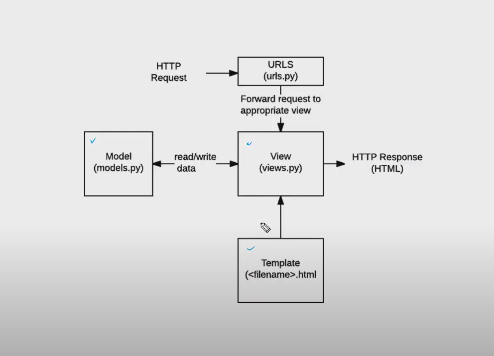 HTTP
Request
URLS
(urls.py)
Forward request to
appropriate view
Model
(models.py)
read/write
data
View
(views.py)
HTTP Response
(HTML)
Template
(<filename>.html